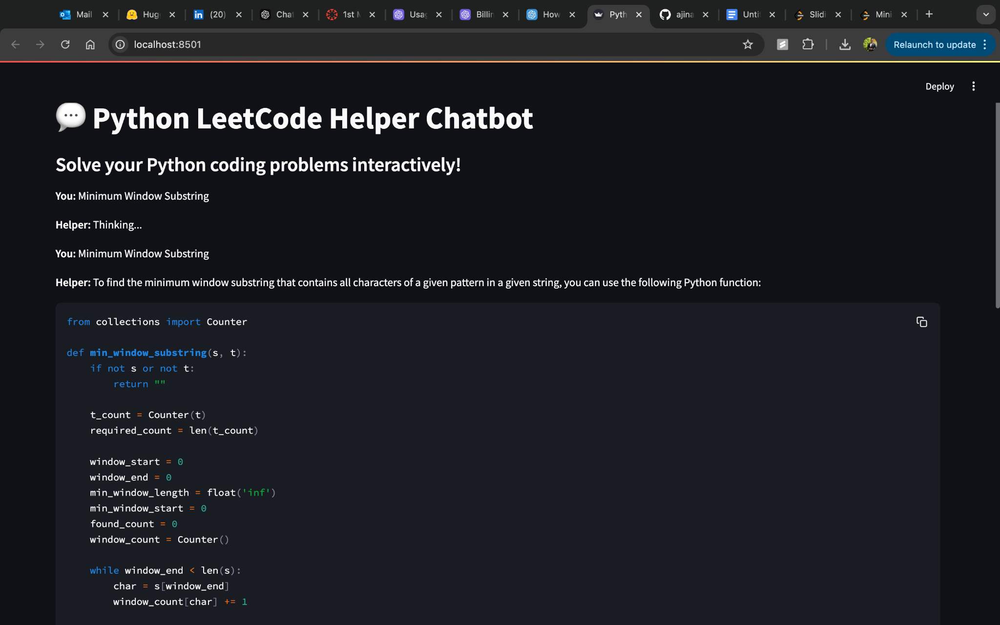 Mail
Hug
(20)
Chat
1st M
Usag
Billin
How
Pyth
ajina
Unti
Slidi
Mini
localhost:8501
Relaunch to update
Deploy
Python LeetCode Helper Chatbot
Solve your Python coding problems interactively!
You: Minimum Window Substring
Helper: Thinking...
You: Minimum Window Substring
Helper: To find the minimum window substring that contains all characters of a given pattern in a given string, you can use the following Python function:
from collections import Counter
def min_window_substring(s, t):
    if not s or not t:
        return ""
    t_count = Counter(t)
    required_count = len(t_count)
    window_start = 0
    window_end = 0
    min_window_length = float('inf')
    min_window_start = 0
    found_count = 0
    window_count = Counter()
    while window_end < len(s):
        char = s[window_end]
        window_count[char] += 1